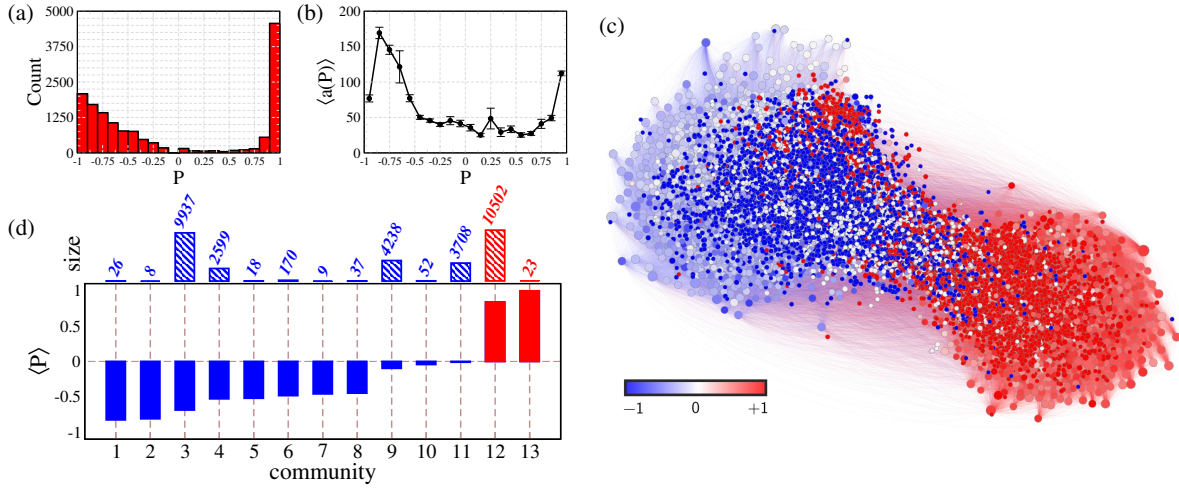 (a)
5000
3750
2500
1250
0
Count
-1 -0.75 -0.5 -0.25 0 0.25 0.5 0.75 1
P
(b)
200
150
100
50
0
⟨a(P)⟩
-1 -0.75 -0.5 -0.25 0 0.25 0.5 0.75 1
P
(c)
−1 0 +1
(d)
size
26 8 9937 2599 18 170 9 37 4238 52 3708 10502 23
1
0.5
0
-0.5
-1
⟨P⟩
1 2 3 4 5 6 7 8 9 10 11 12 13
community